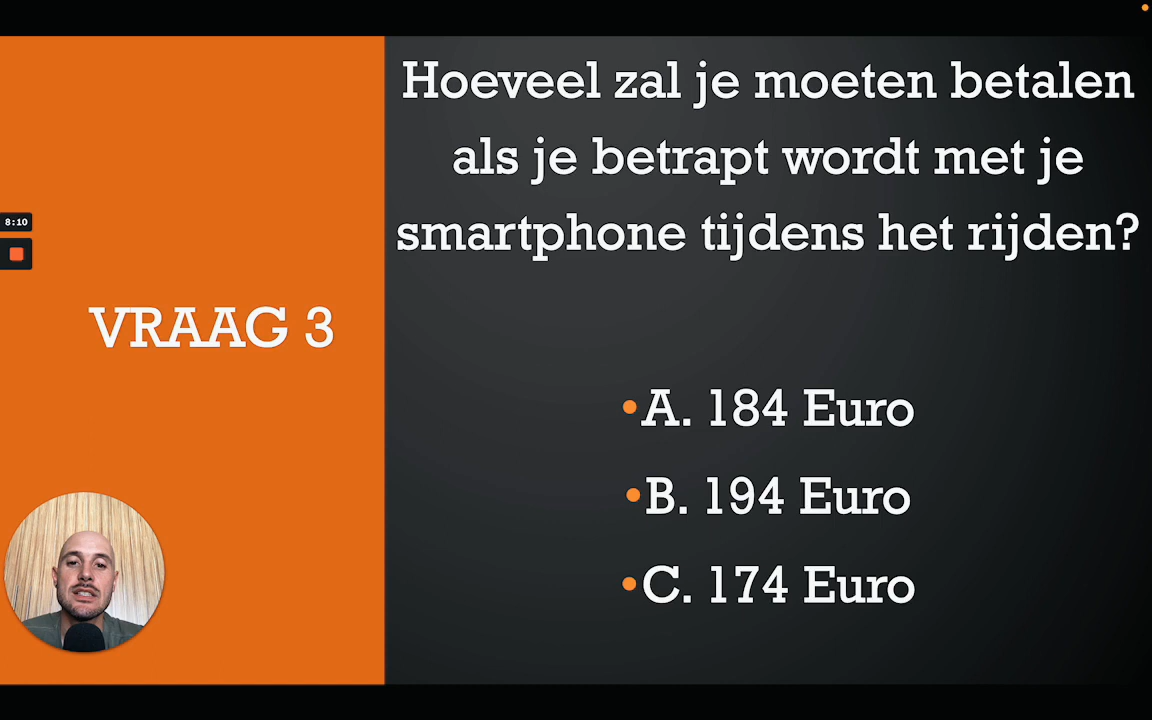 Hoeveel zal je moeten betalen
als je betrapt wordt met je
smartphone tijdens het rijden?
8:10
VRAAG 3
•A. 184 Euro
•B. 194 Euro
•C. 174 Euro